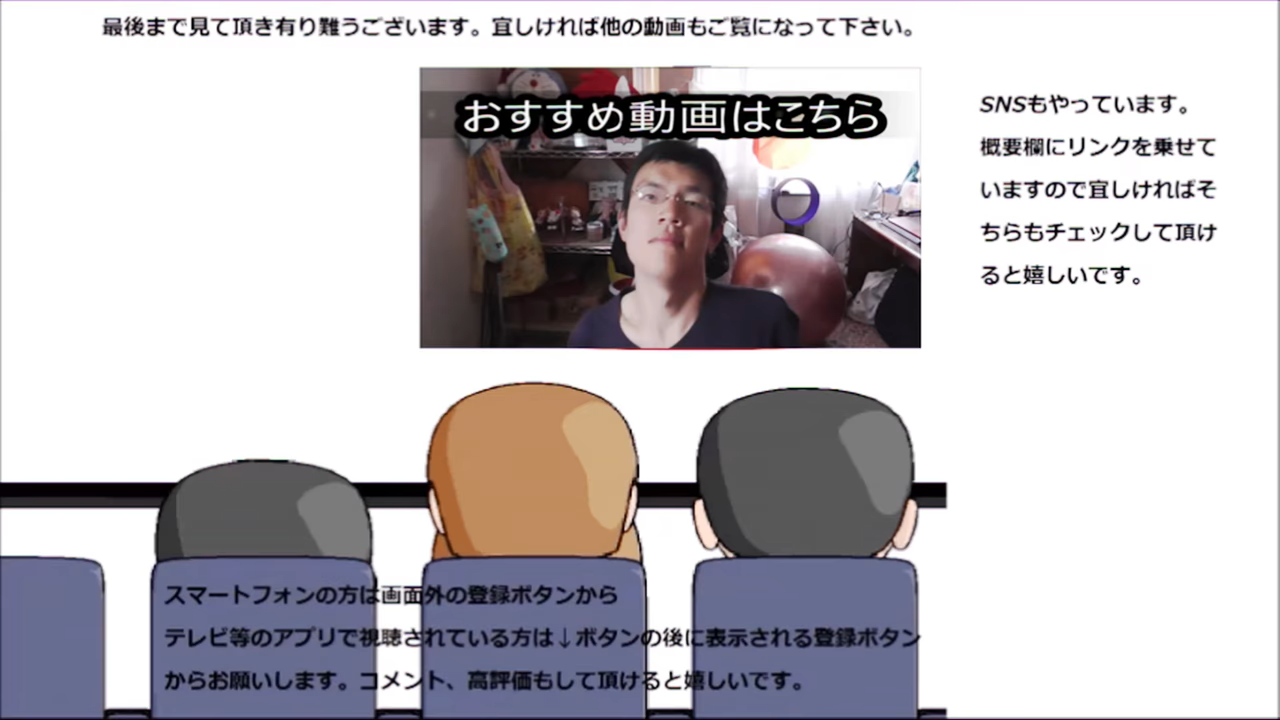 最後まで見て頂き有り難うございます。宜しければ他の動画もご覧になって下さい。
おすすめ動画はこちら
SNSもやっています。
概要欄にリンクを乗せて
いますので宜しければそ
ちらもチェックして頂け
ると嬉しいです。
スマートフォンの方は画面外の登録ボタンから
テレビ等のアプリで視聴されている方は↓ボタンの後に表示される登録ボタン
からお願いします。コメント、高評価もして頂けると嬉しいです。